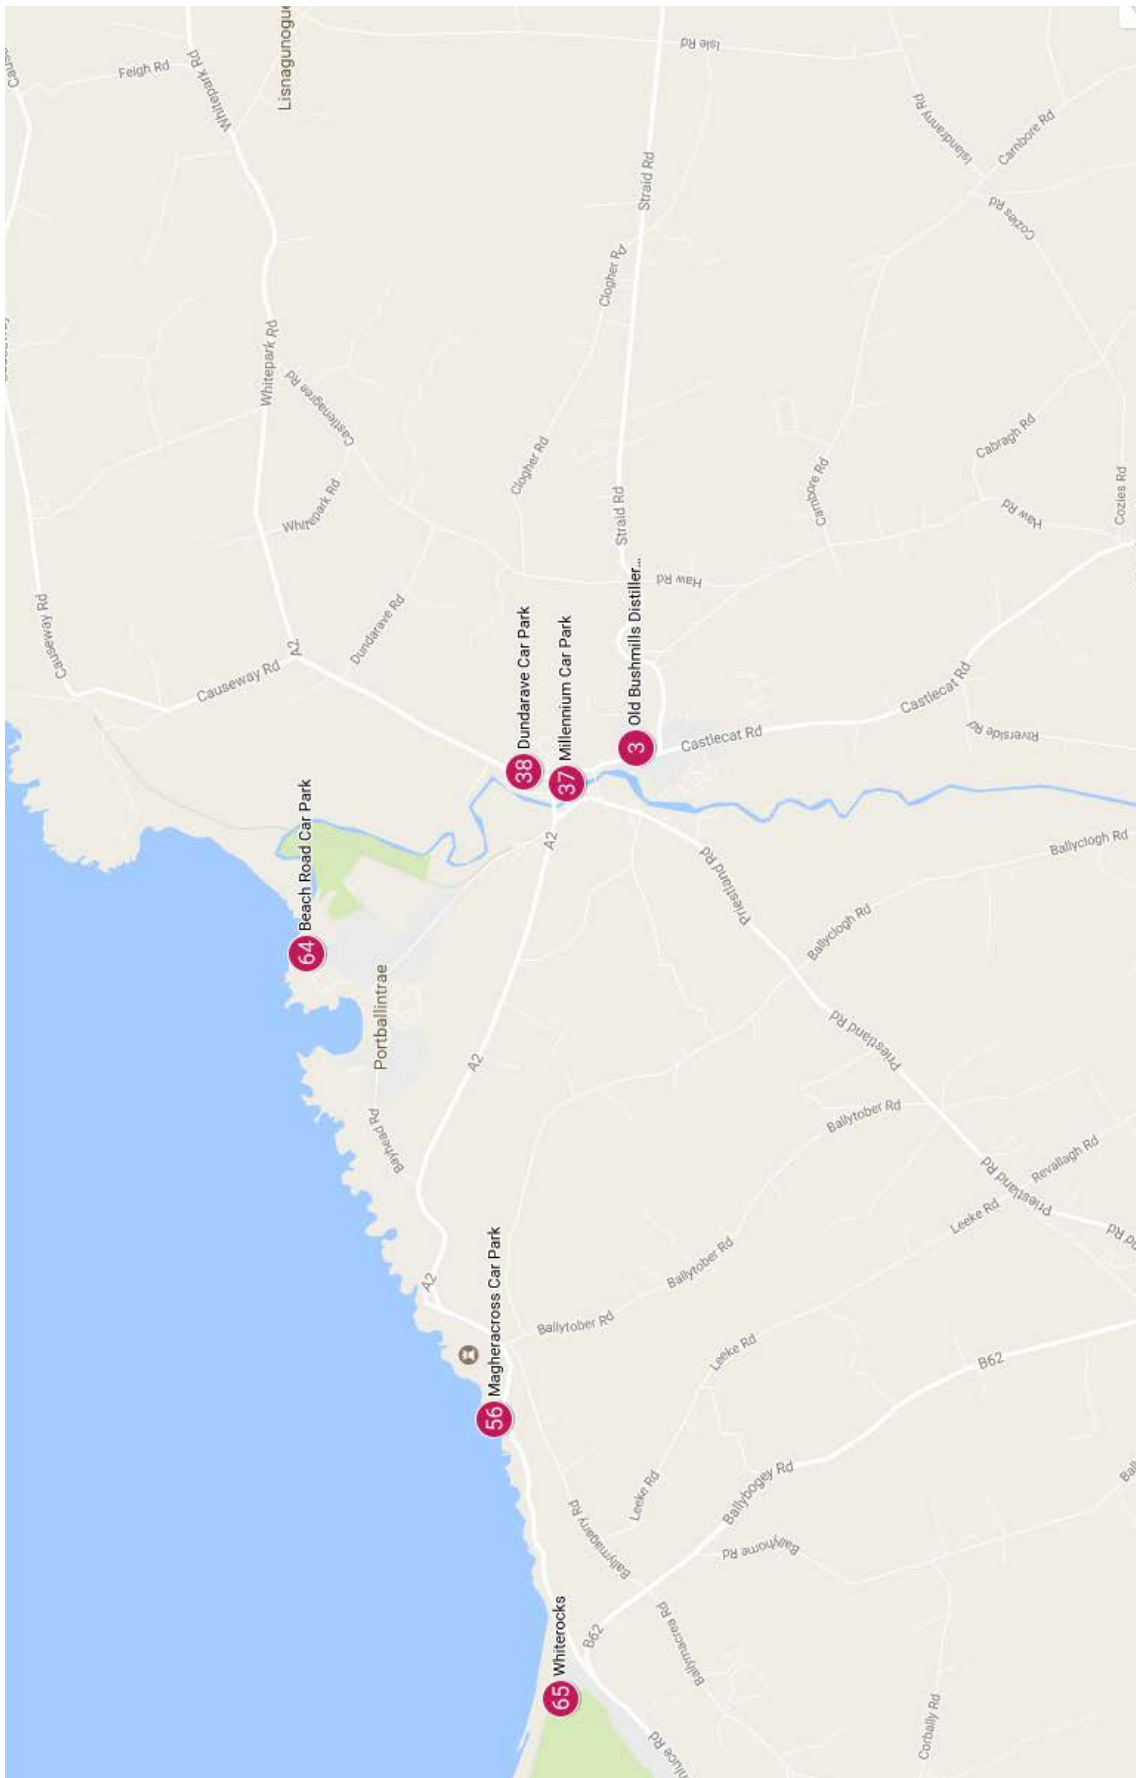 Causeway Rd
Causeway Rd
Feigh Rd
Whitepark Rd
Whitepark Rd
Lisnagunogue
Whitepark Rd
Castlenagree Rd
Whitepark Rd
A2
Dundarave Rd
64 Beach Road Car Park
Portballintrae
Bayhead Rd
A2
A2
A2
56 Magheracross Car Park
38 Dundarave Car Park
Clogher Rd
Clogher Rd
65 Whiterocks
37 Millennium Car Park
Ballytober Rd
Straid Rd
Straid Rd
Isle Rd
3 Old Bushmills Distiller...
Haw Rd
B62
Ballymagarry Rd
Leeke Rd
Ballymacrea Rd
Ballytober Rd
Castlecat Rd
Priestland Rd
Leeke Rd
Ballybogey Rd
Ballyhome Rd
Carnbore Rd
Ballyclogh Rd
Priestland Rd
Priestland Rd
Ballytober Rd
Castlecat Rd
Islandranny Rd
Corbally Rd
Leeke Rd
B62
Riverside Rd
Cabragh Rd
Haw Rd
Cozies Rd
Carnbore Rd
Priestland Rd
Priestland Rd
Revallagh Rd
Ballyclogh Rd
Cozies Rd